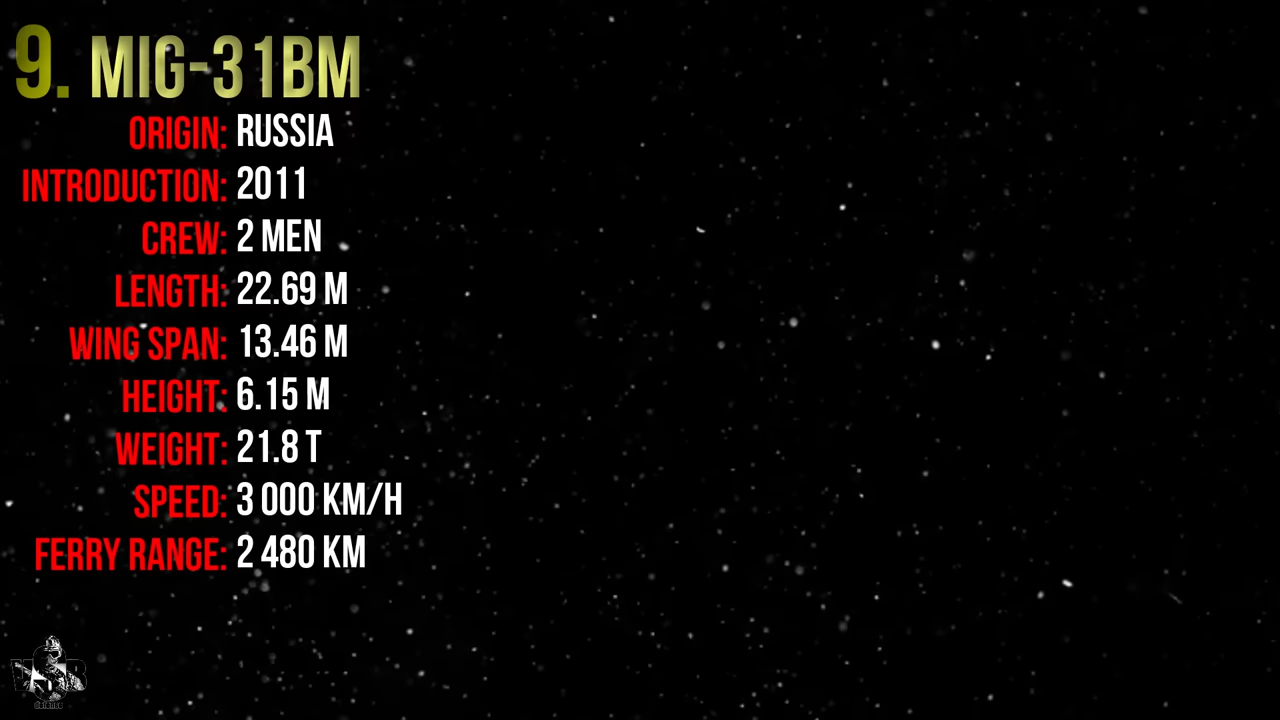 9. MIG-31BM
ORIGIN: RUSSIA
INTRODUCTION: 2011
CREW: 2 MEN
LENGTH: 22.69 M
WING SPAN: 13.46 M
HEIGHT: 6.15 M
WEIGHT: 21.8 T
SPEED: 3 000 KM/H
FERRY RANGE: 2 480 KM